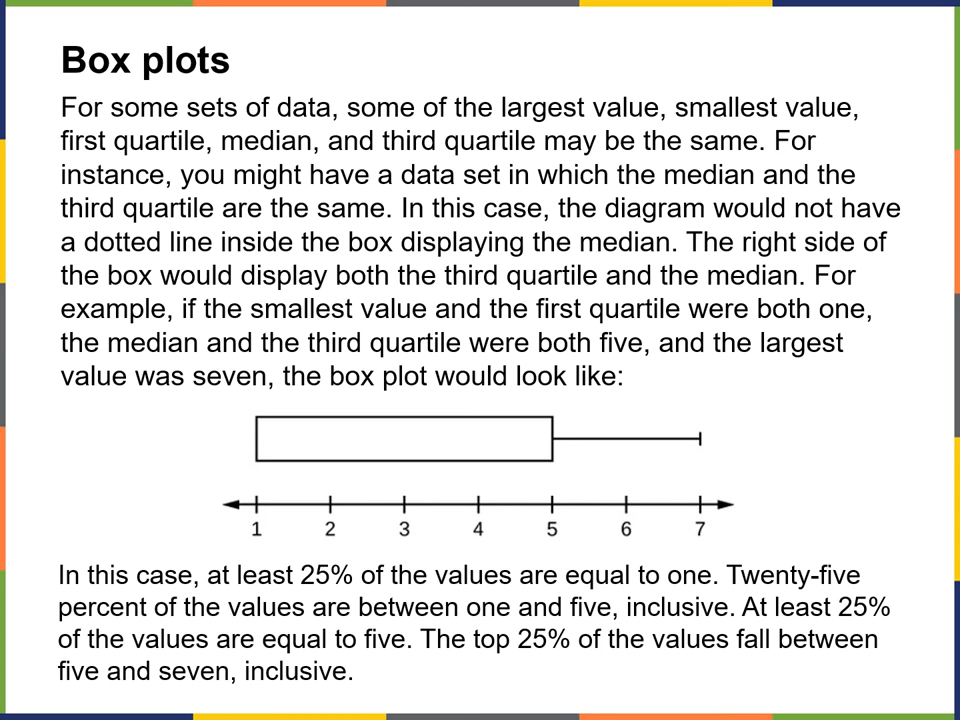 Box plots
For some sets of data, some of the largest value, smallest value,
first quartile, median, and third quartile may be the same. For
instance, you might have a data set in which the median and the
third quartile are the same. In this case, the diagram would not have
a dotted line inside the box displaying the median. The right side of
the box would display both the third quartile and the median. For
example, if the smallest value and the first quartile were both one,
the median and the third quartile were both five, and the largest
value was seven, the box plot would look like:
1 2 3 4 5 6 7
In this case, at least 25% of the values are equal to one. Twenty-five
percent of the values are between one and five, inclusive. At least 25%
of the values are equal to five. The top 25% of the values fall between
five and seven, inclusive.